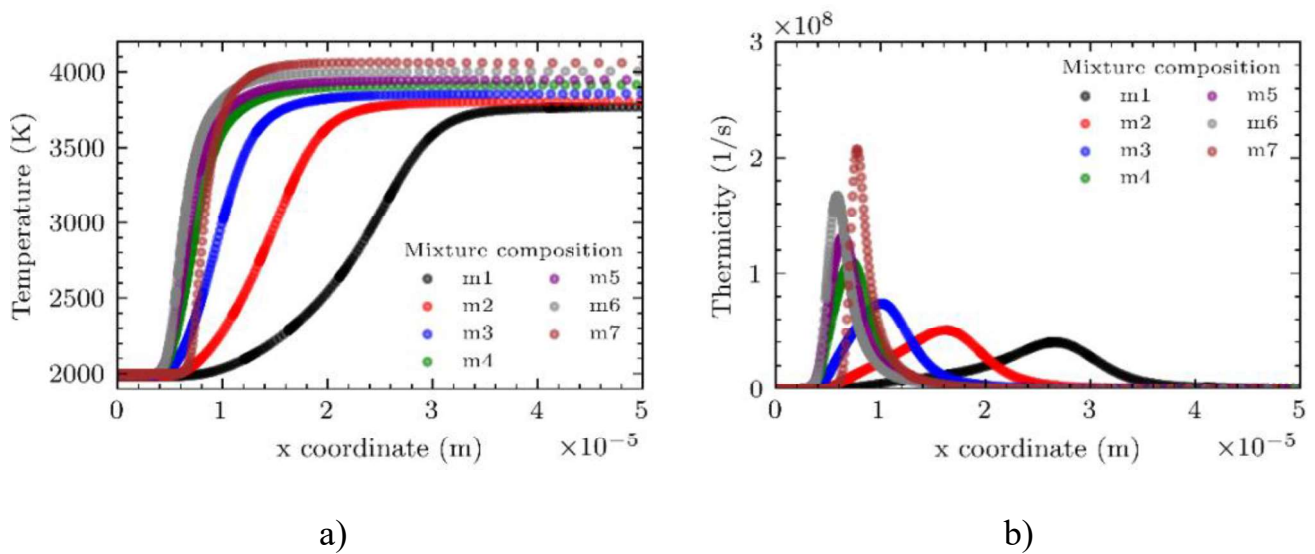 Temperature (K)
4000
3500
3000
2500
2000
Mixture composition
m1 m5
m2 m6
m3 m7
m4
0 1 2 3 4 5
x coordinate (m) ×10⁻⁵
a)
×10⁸
Thermicity (1/s)
3
2
1
0
Mixture composition
m1 m5
m2 m6
m3 m7
m4
0 1 2 3 4 5
x coordinate (m) ×10⁻⁵
b)